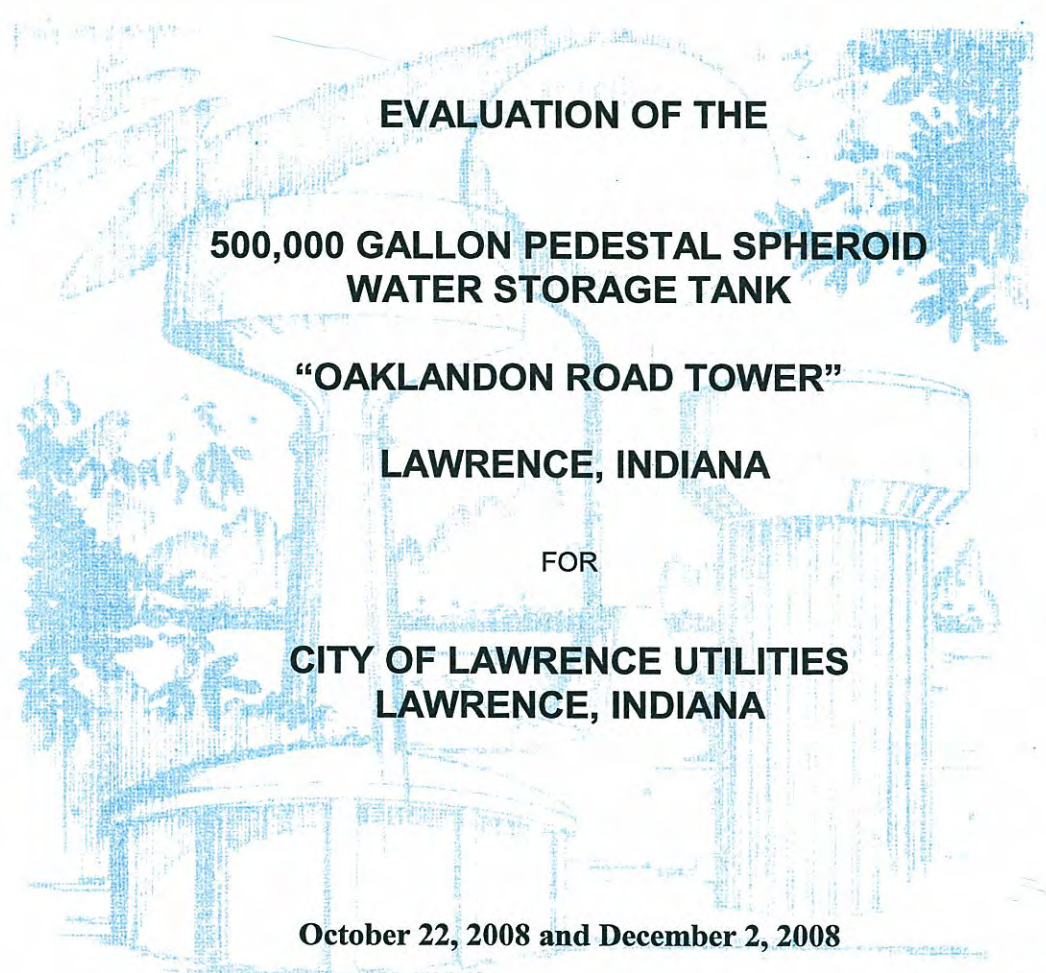 EVALUATION OF THE
500,000 GALLON PEDESTAL SPHEROID
WATER STORAGE TANK
“OAKLANDON ROAD TOWER”
LAWRENCE, INDIANA
FOR
CITY OF LAWRENCE UTILITIES
LAWRENCE, INDIANA
October 22, 2008 and December 2, 2008